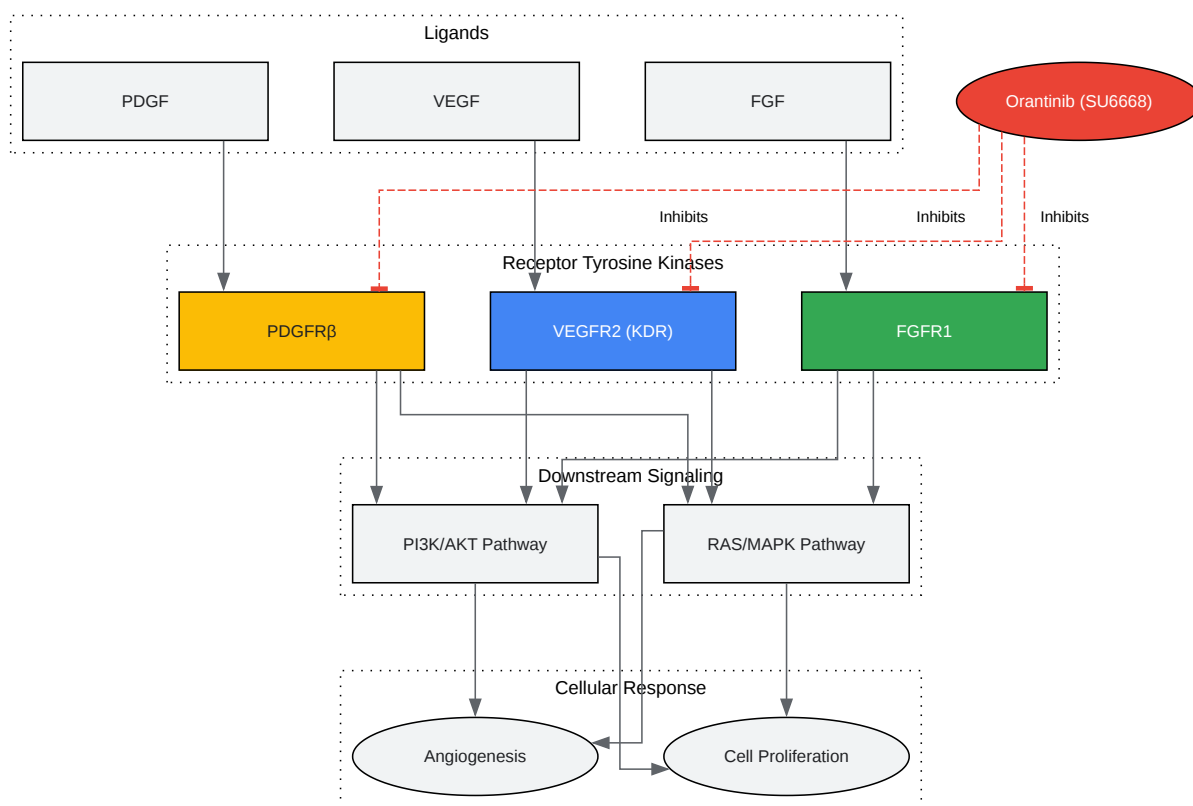 Ligands
PDGF
VEGF
FGF
Orantinib (SU6668)
Inhibits
Inhibits
Inhibits
Receptor Tyrosine Kinases
PDGFRβ
VEGFR2 (KDR)
FGFR1
Downstream Signaling
PI3K/AKT Pathway
RAS/MAPK Pathway
Cellular Response
Angiogenesis
Cell Proliferation